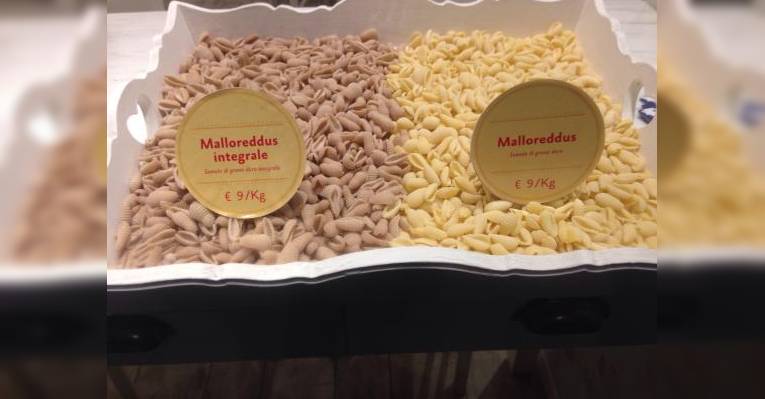 Malloreddus
integrale
Semola di grano duro integrale
€ 9/Kg
Malloreddus
Semola di grano duro
€ 9/Kg